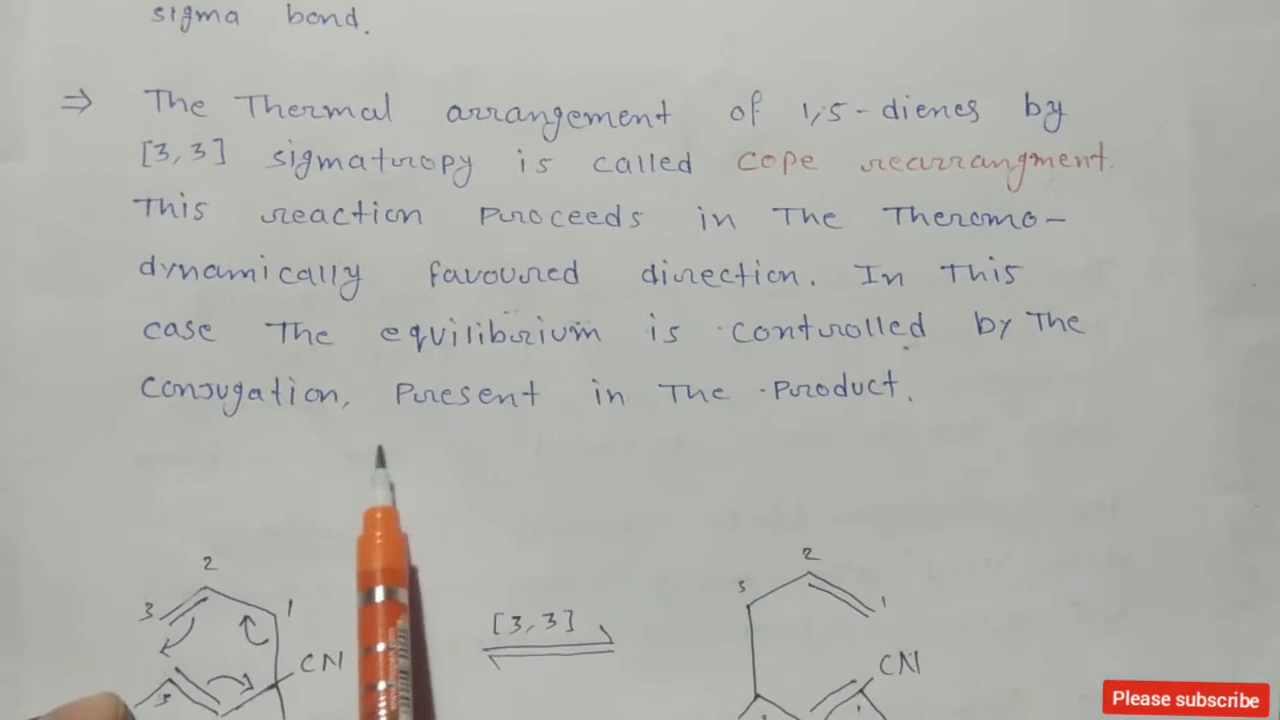 sigma bond.
⇒ The Thermal arrangement of 1,5-dienes by
[3,3] sigmatropy is called cope rearrangment.
This reaction Proceeds in The Thermo-
dynamically favoured direction. In This
case The equilibrium is controlled by The
Conjugation, Present in The Product.
2
3
1
[3,3]
CN
2
3
1
CN
Please subscribe